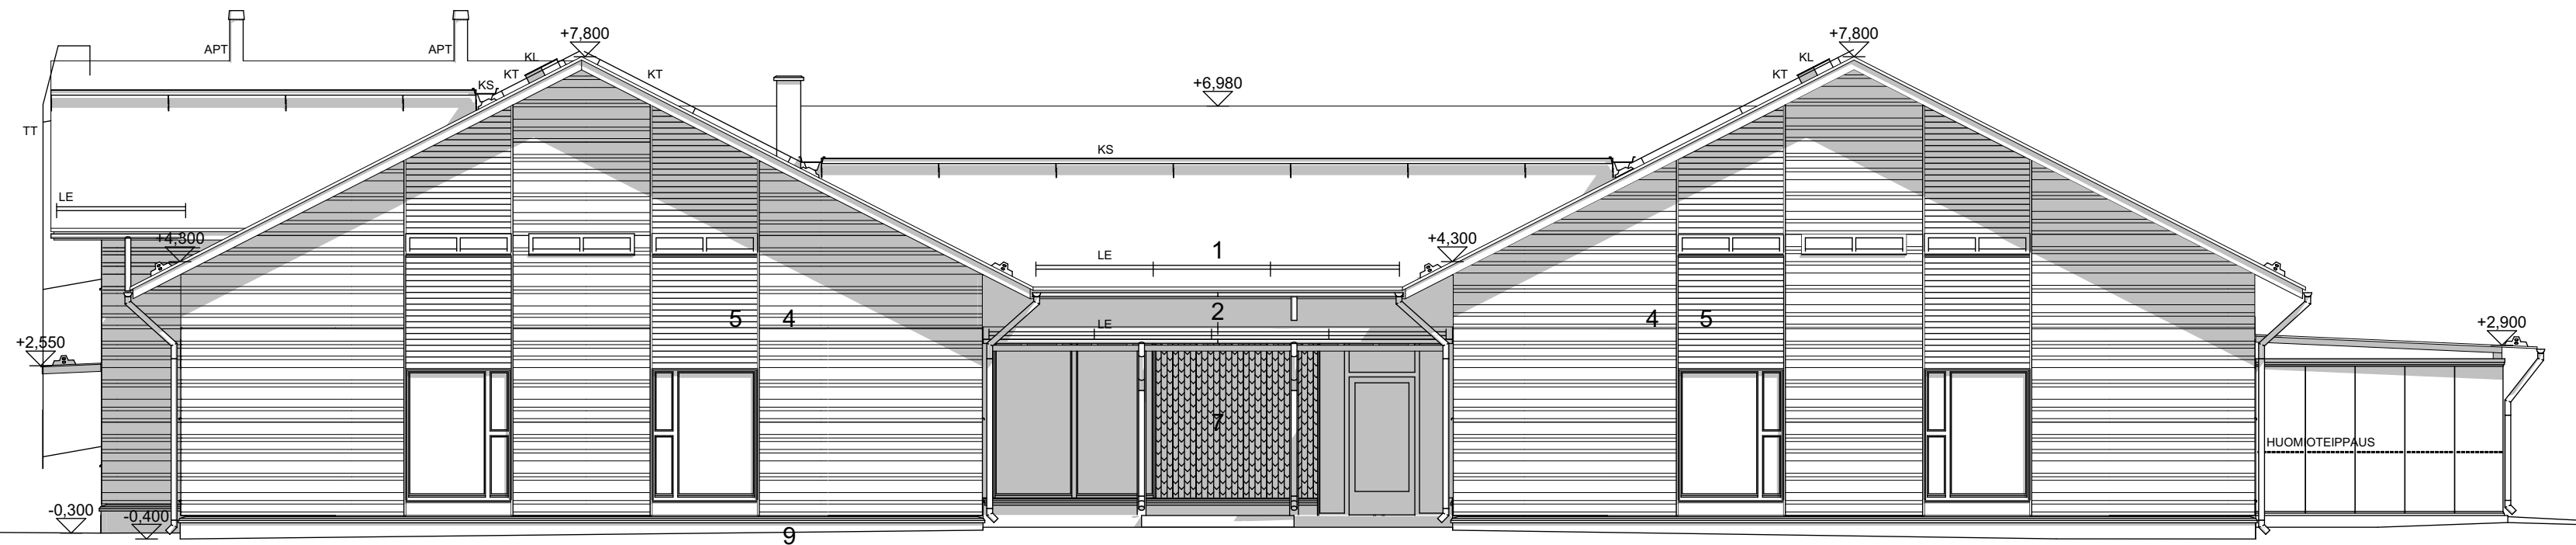 +7,800
+7,800
APT
APT
KL
KL
KT
KT
KT
KS
+6,980
TT
KS
LE
+4,300
+4,300
LE
1
5
4
2
4
5
LE
+2,550
+2,900
7
HUOMIOTEIPPAUS
-0,300
-0,400
9